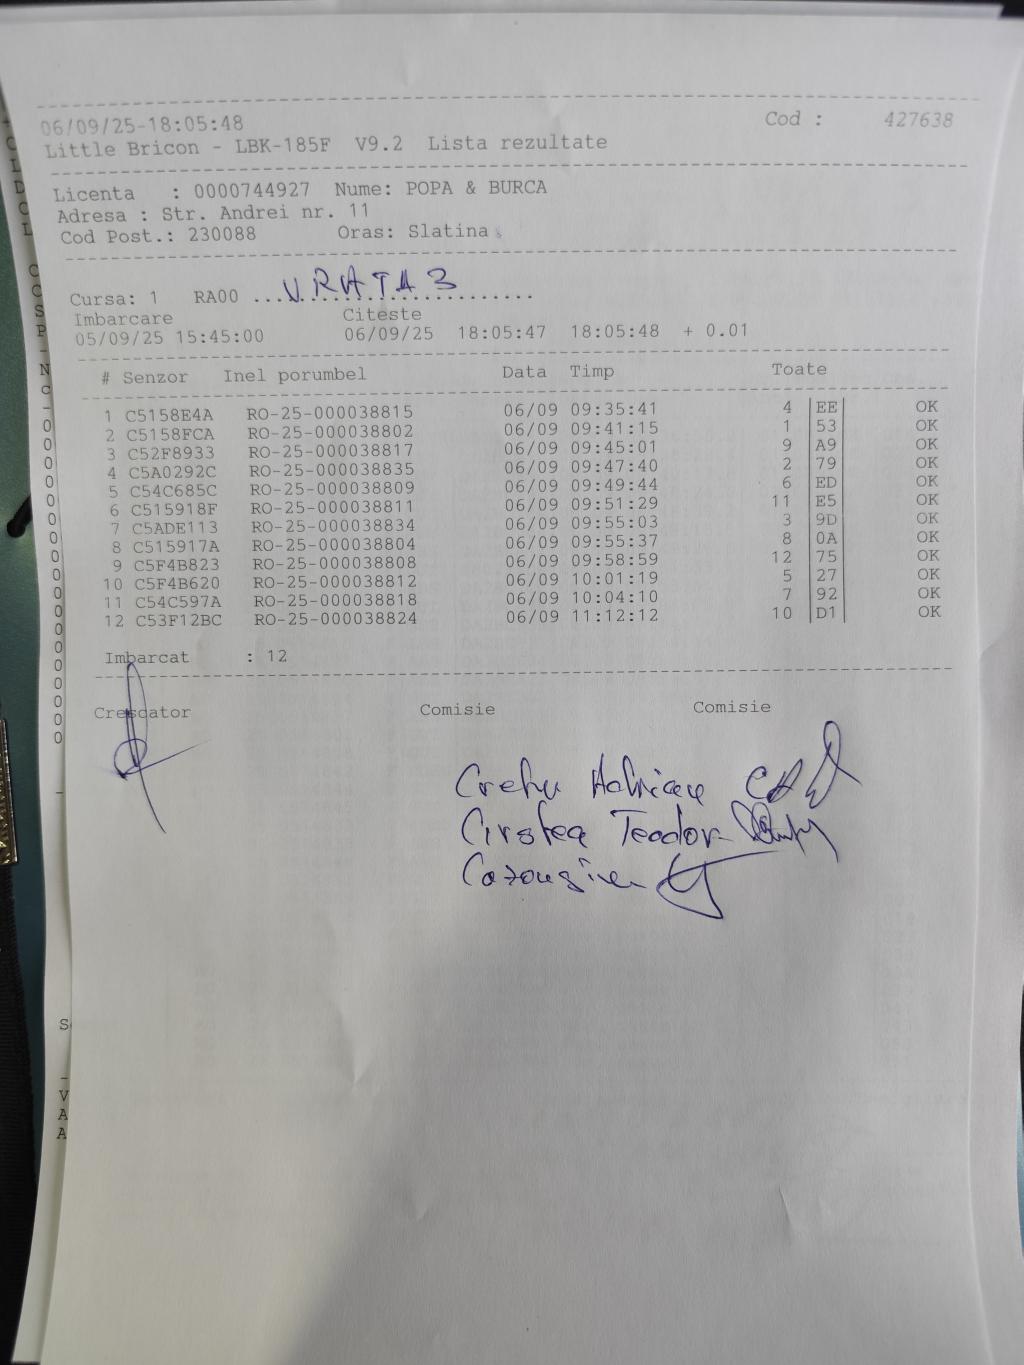 06/09/25-18:05:48 Cod : 427638
Little Bricon - LBK-185F V9.2 Lista rezultate
Licenta : 0000744927 Nume: POPA & BURCA
Adresa : Str. Andrei nr. 11
Cod Post.: 230088 Oras: Slatina
Cursa: 1 RA00 ... VRATA 3
Imbarcare Citeste
05/09/25 15:45:00 06/09/25 18:05:47 18:05:48 + 0.01
# Senzor Inel porumbel Data Timp Toate
1 C5158E4A RO-25-000038815 06/09 09:35:41 4 EE OK
2 C5158FCA RO-25-000038802 06/09 09:41:15 1 53 OK
3 C52F8933 RO-25-000038817 06/09 09:45:01 9 A9 OK
4 C5A0292C RO-25-000038835 06/09 09:47:40 2 79 OK
5 C54C685C RO-25-000038809 06/09 09:49:44 6 ED OK
6 C515918F RO-25-000038811 06/09 09:51:29 11 E5 OK
7 C5ADE113 RO-25-000038834 06/09 09:55:03 3 9D OK
8 C515917A RO-25-000038804 06/09 09:55:37 8 0A OK
9 C5F4B823 RO-25-000038808 06/09 09:58:59 12 75 OK
10 C5F4B620 RO-25-000038812 06/09 10:01:19 5 27 OK
11 C54C597A RO-25-000038818 06/09 10:04:10 7 92 OK
12 C53F12BC RO-25-000038824 06/09 11:12:12 10 D1 OK
Imbarcat : 12
Crescator Comisie Comisie
Crehu Adrian
Cirstea Teodor